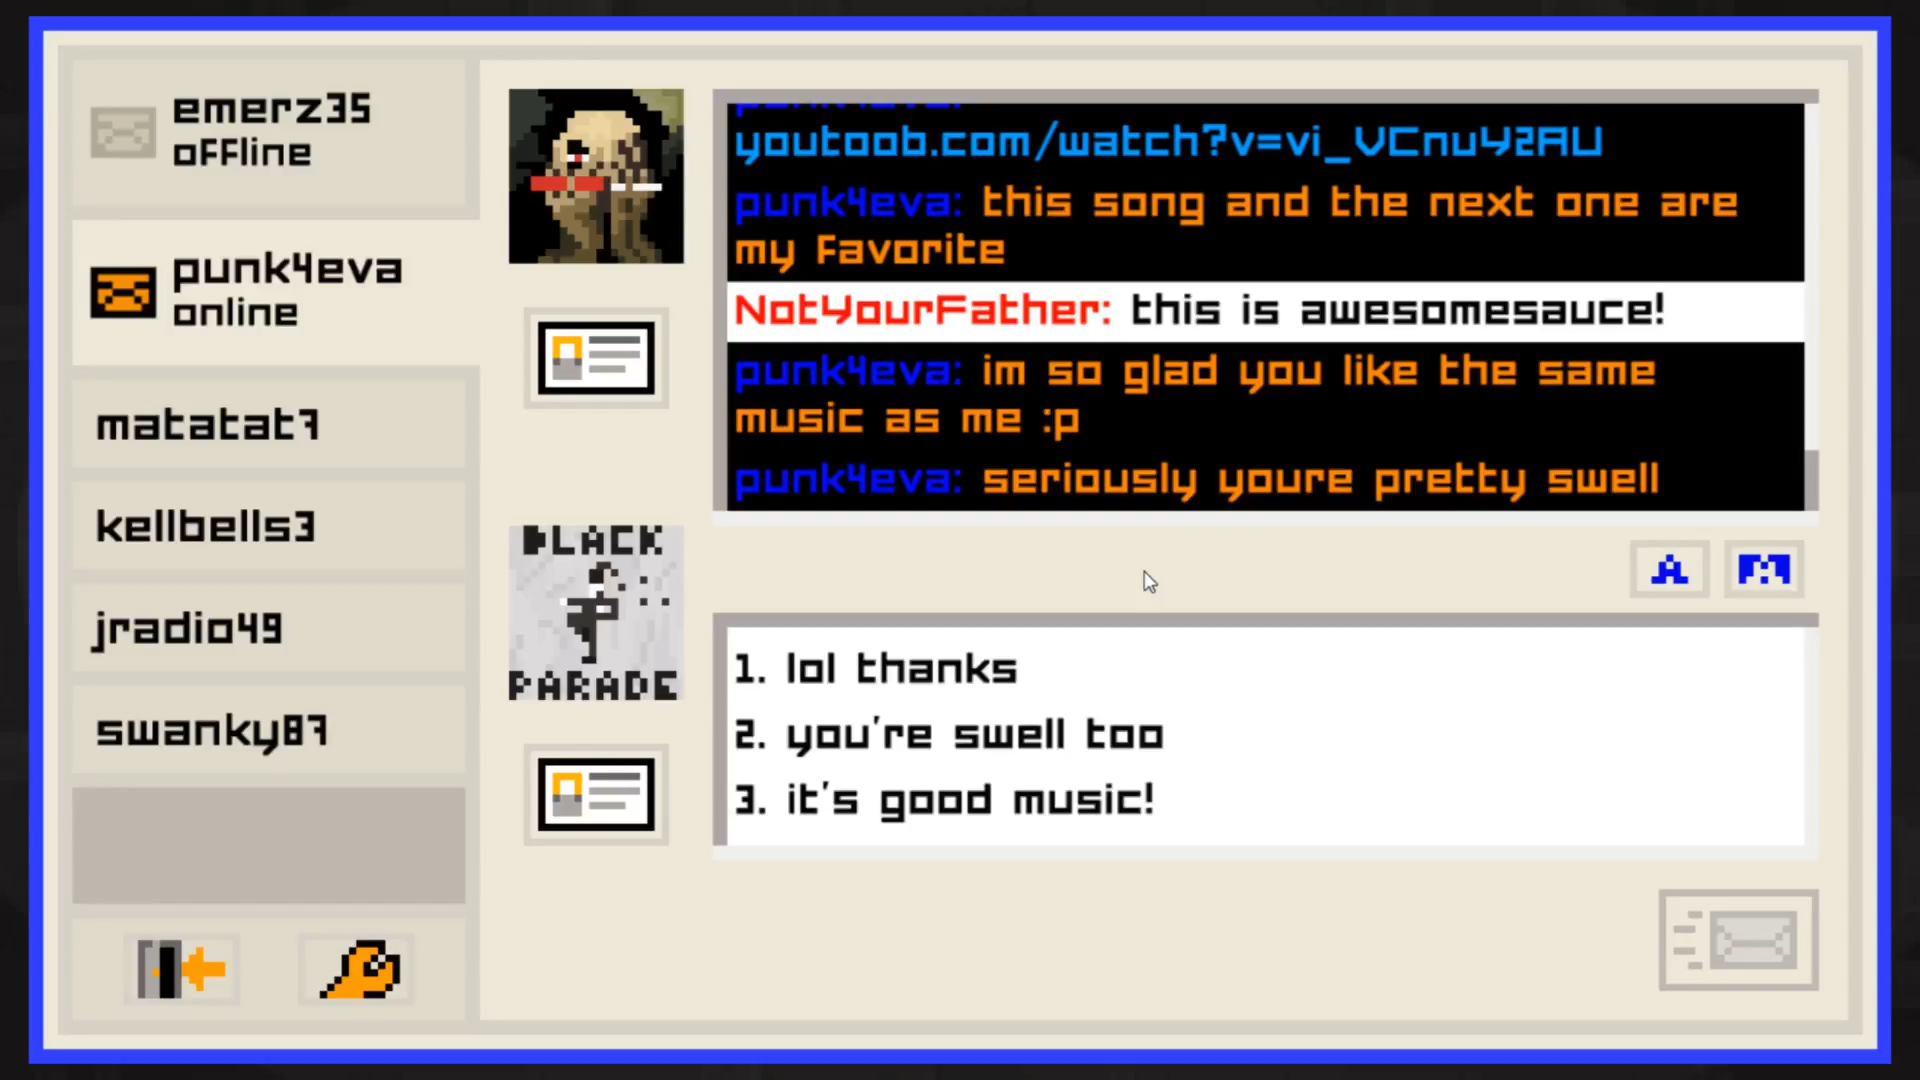 emerz35
offline
punk4eva
online
matatat7
kellbells3
jradio49
swanky87
punk4eva:
youtoob.com/watch?v=vi_VCnuY2AU
punk4eva: this song and the next one are
my favorite
NotYourFather: this is awesomesauce!
punk4eva: im so glad you like the same
music as me :p
punk4eva: seriously youre pretty swell
BLACK
PARADE
A
1. lol thanks
2. you're swell too
3. it's good music!